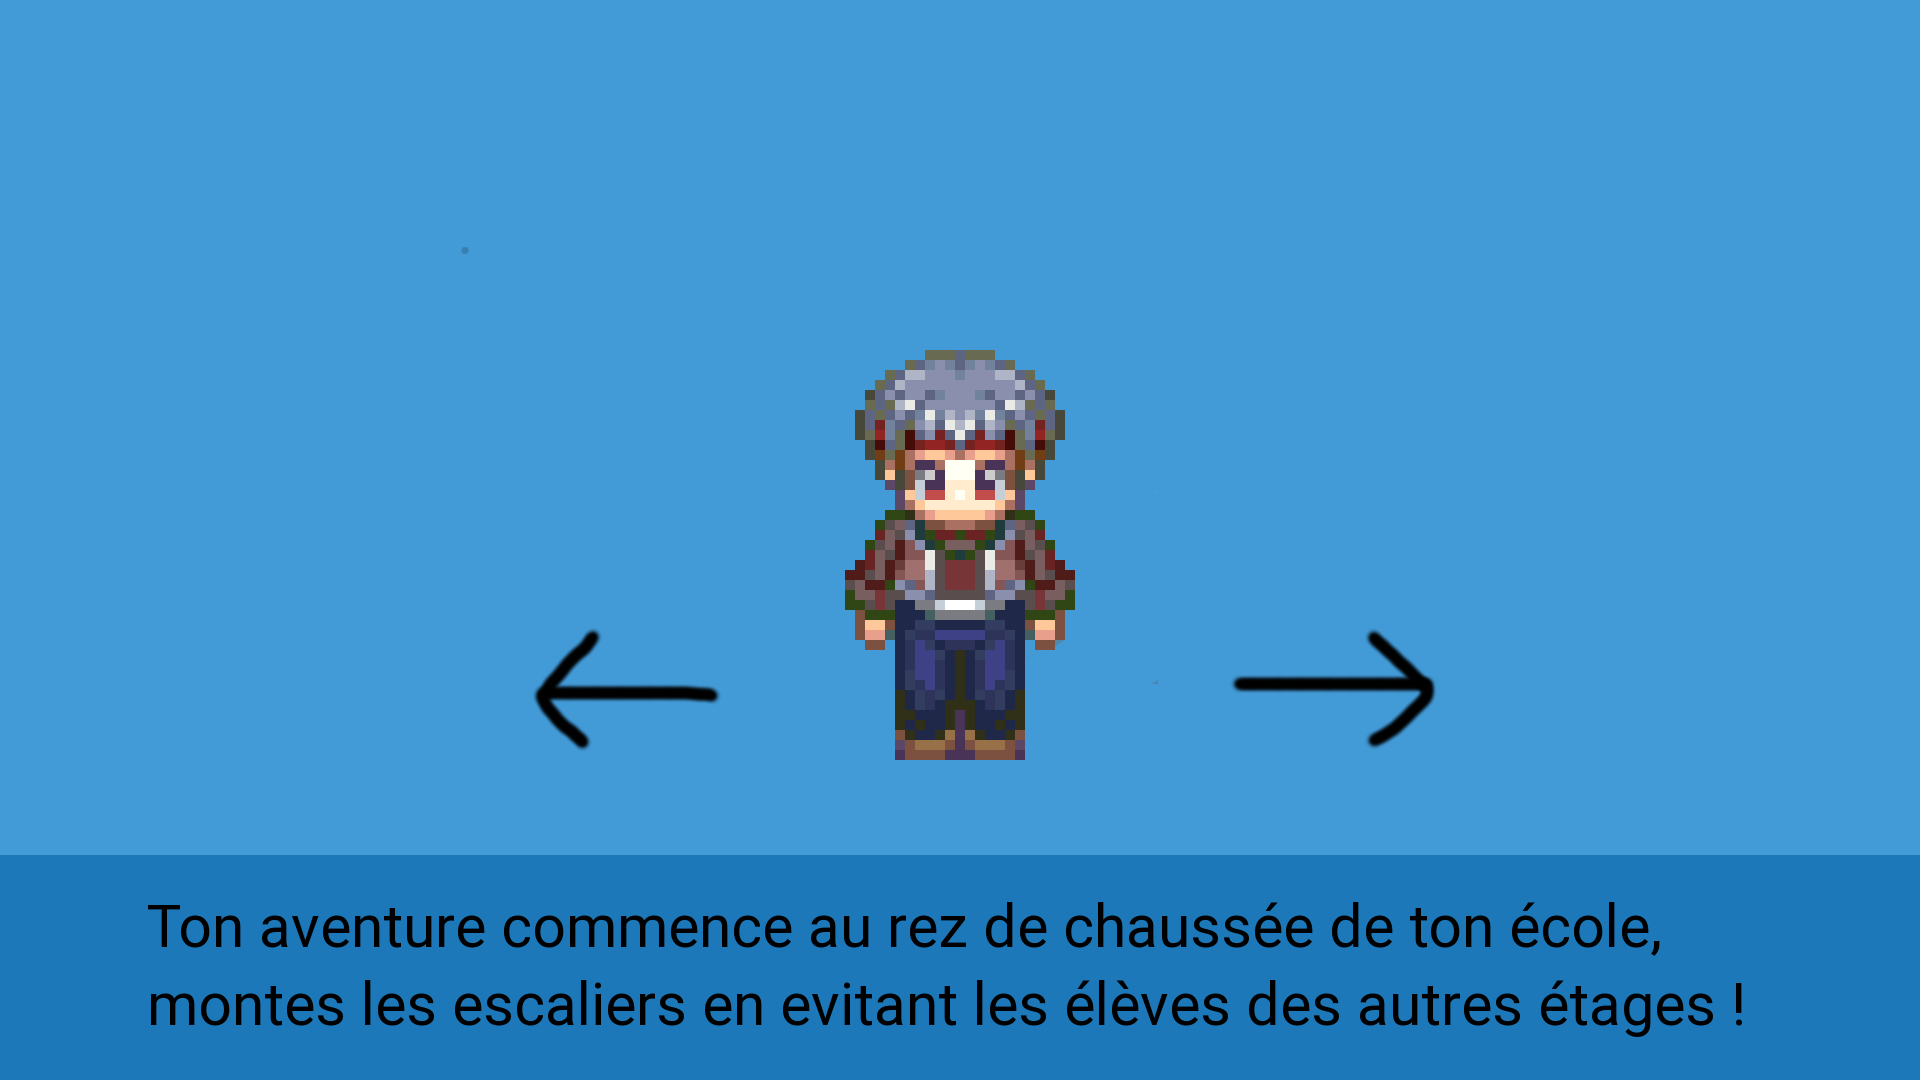 Ton aventure commence au rez de chaussée de ton école,
montes les escaliers en evitant les élèves des autres étages !